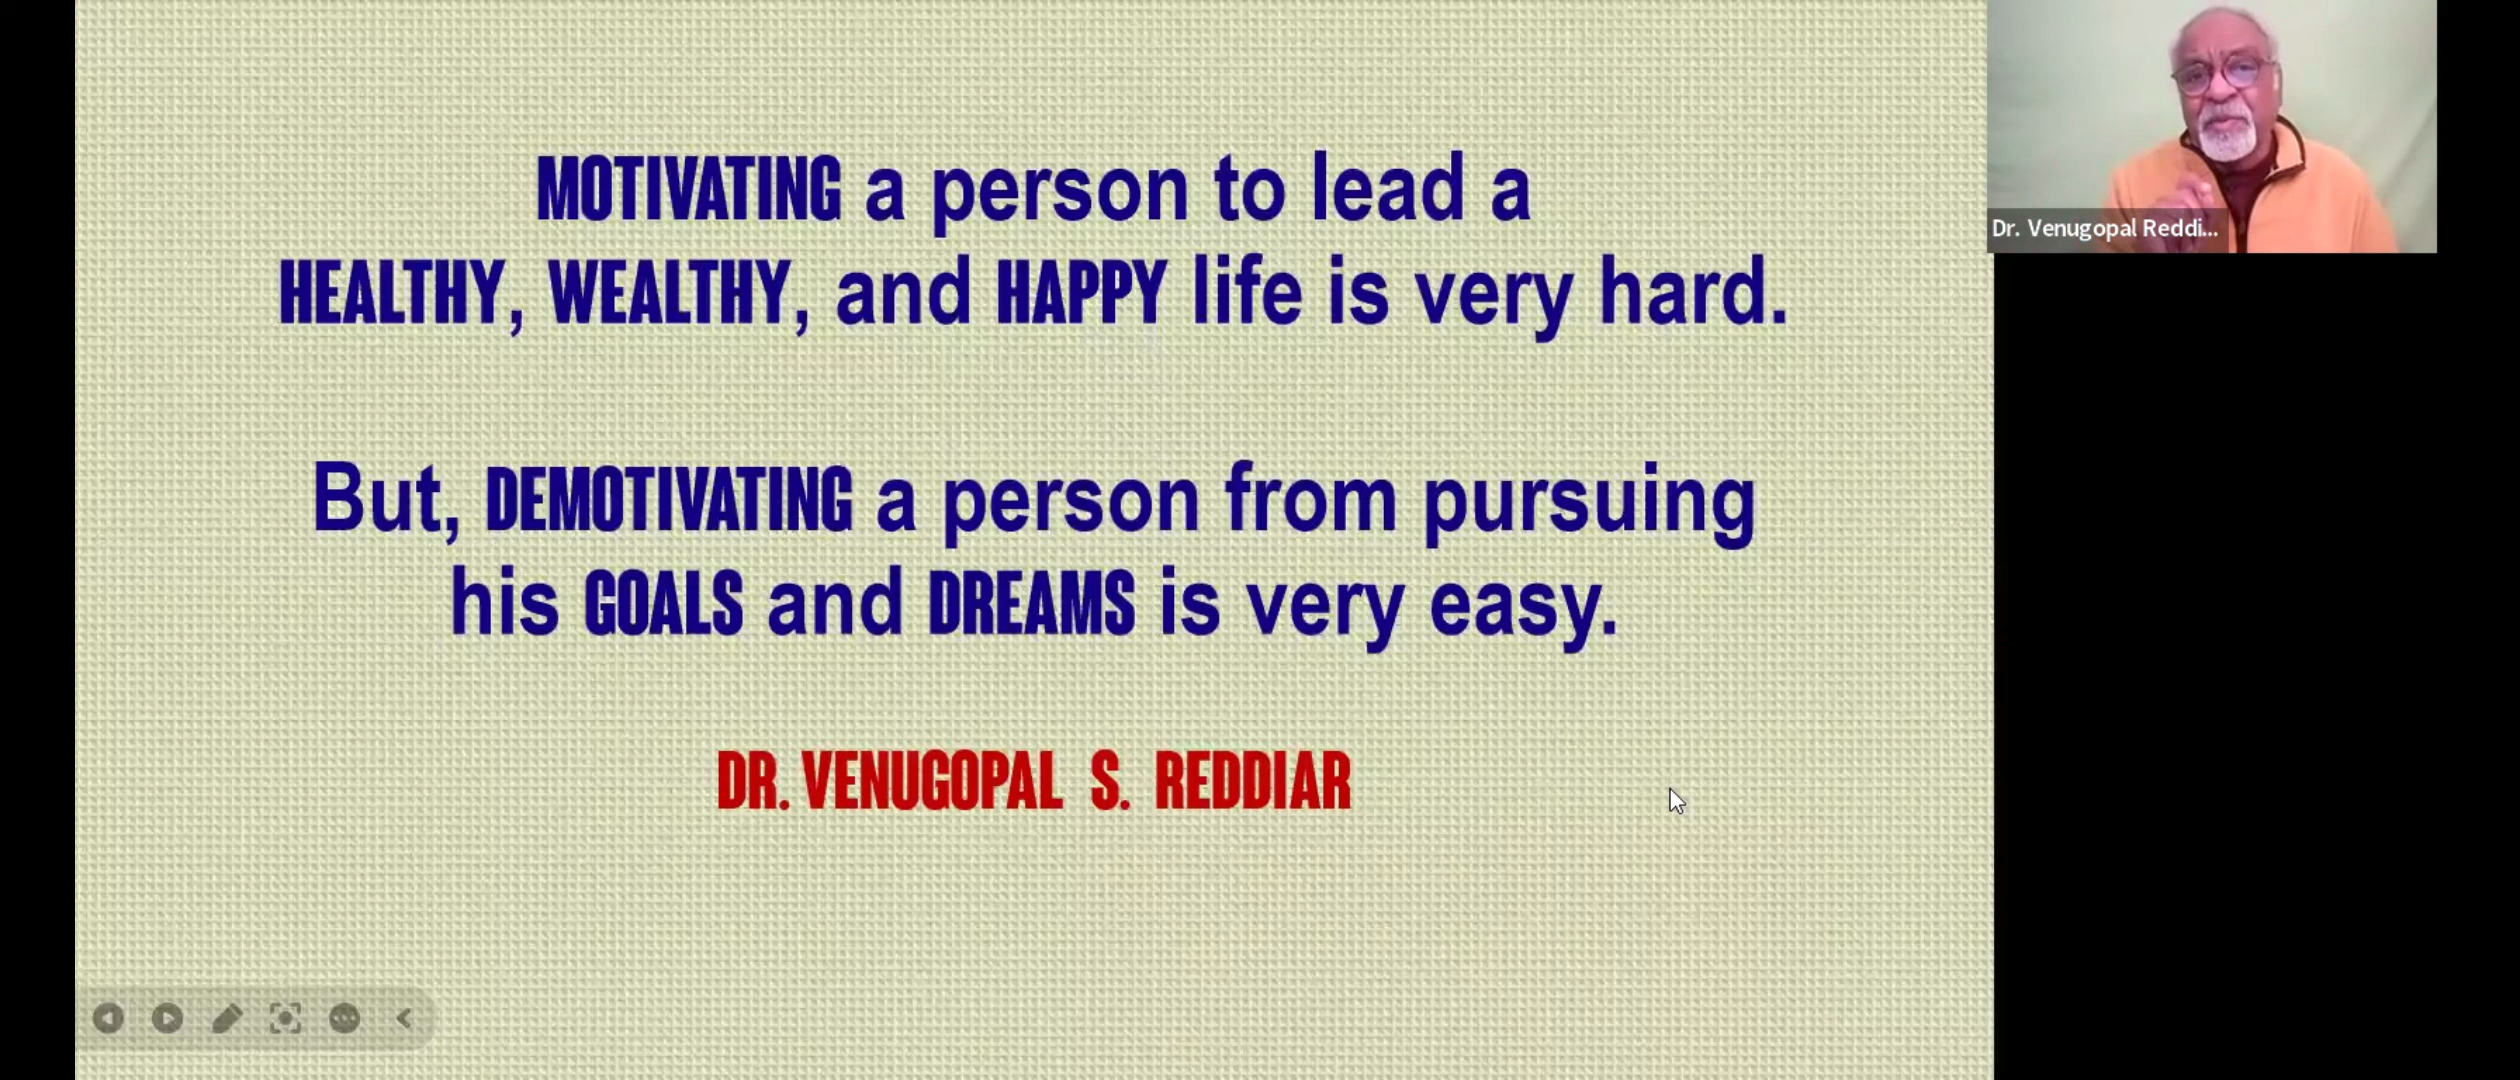 MOTIVATING a person to lead a
HEALTHY, WEALTHY, and HAPPY life is very hard.
But, DEMOTIVATING a person from pursuing
his GOALS and DREAMS is very easy.
DR. VENUGOPAL S. REDDIAR
Dr. Venugopal Reddi...